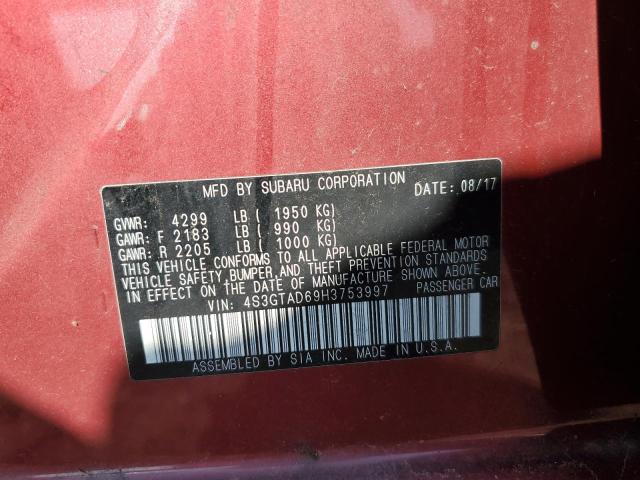 MFD BY SUBARU CORPORATION DATE: 08/17
GVWR: 4299 LB ( 1950 KG)
GAWR: F 2183 LB ( 990 KG)
GAWR: R 2205 LB ( 1000 KG)
THIS VEHICLE CONFORMS TO ALL APPLICABLE FEDERAL MOTOR
VEHICLE SAFETY, BUMPER, AND THEFT PREVENTION STANDARDS
IN EFFECT ON THE DATE OF MANUFACTURE SHOWN ABOVE.
VIN: 4S3GTAD69H3753997 PASSENGER CAR
ASSEMBLED BY SIA INC. MADE IN U.S.A.